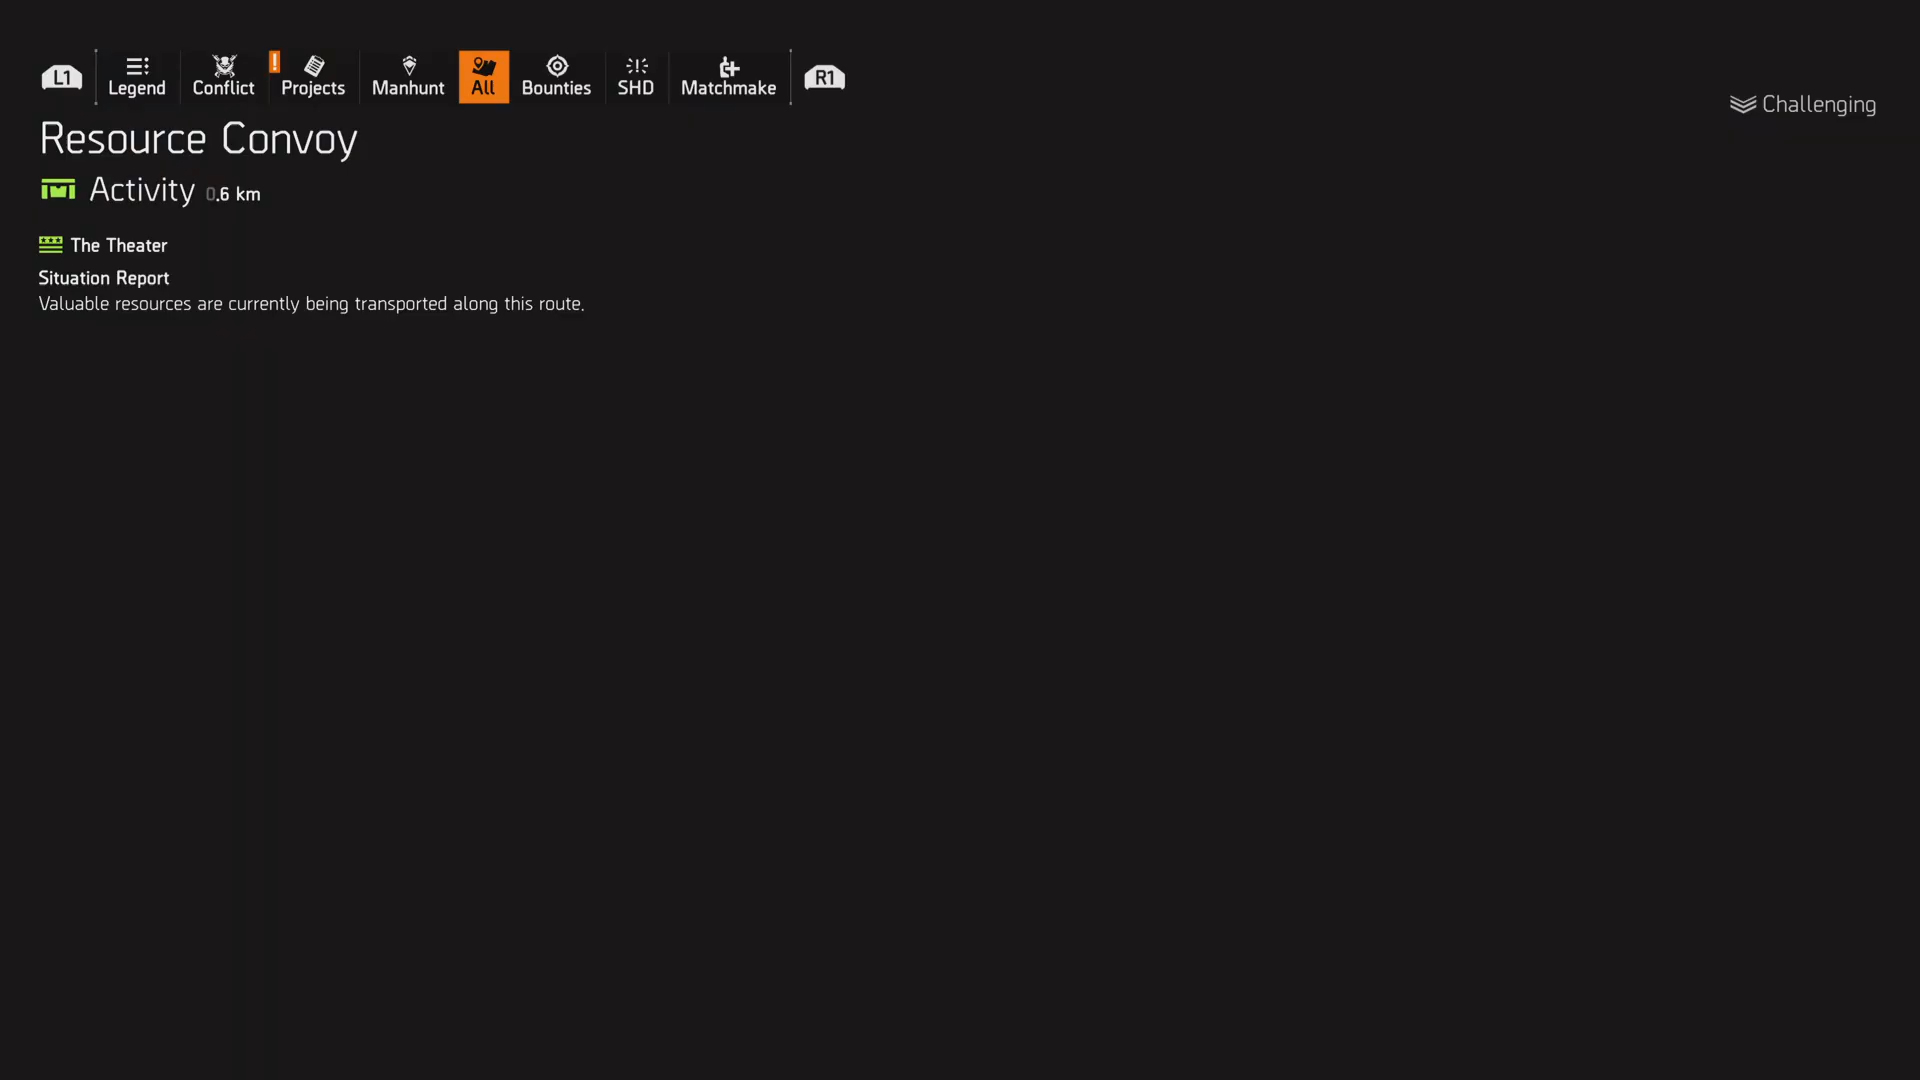 L1 Legend Conflict ! Projects Manhunt All Bounties SHD Matchmake R1
Challenging
Resource Convoy
Activity 0.6 km
The Theater
Situation Report
Valuable resources are currently being transported along this route.